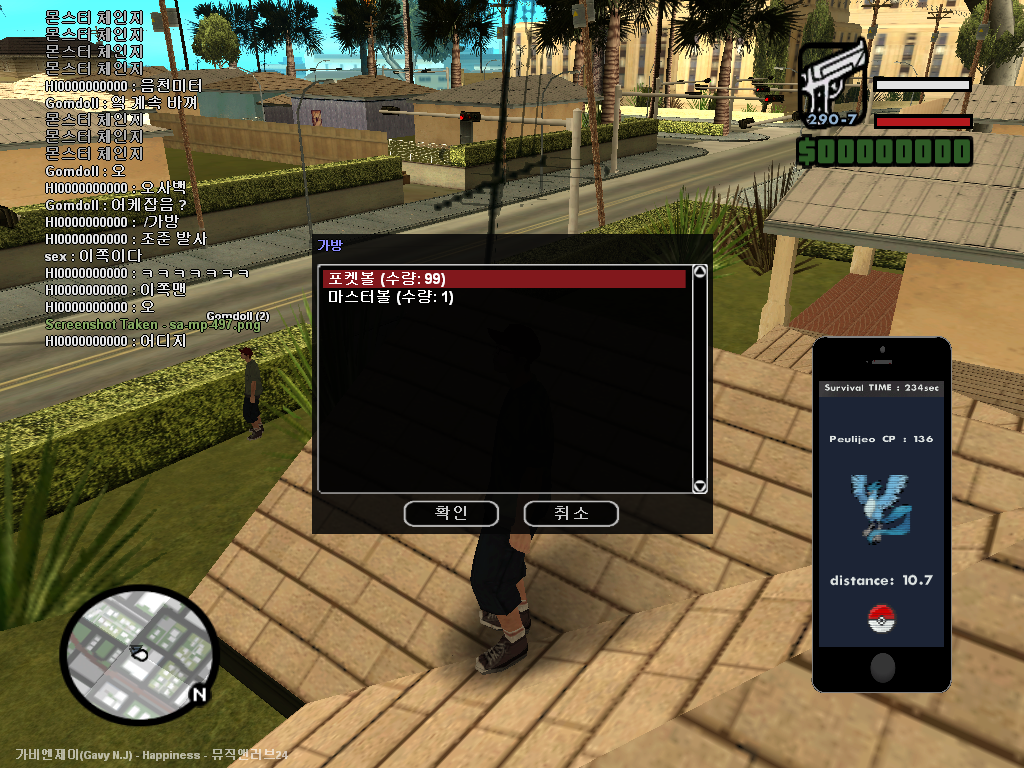 몬스터 체인지
몬스터 체인지
몬스터 체인지
몬스터 체인지
HI0000000000 : 음천미터
Gomdoll : 억 계속 바껴
몬스터 체인지
몬스터 체인지
몬스터 체인지
Gomdoll : 오
HI0000000000 : 오사백
Gomdoll : 어케잡음 ?
HI0000000000 : /가방
HI0000000000 : 조준 발사
sex : 이쪽이다
HI0000000000 : ㅋㅋㅋㅋㅋㅋㅋ
HI0000000000 : 이쪽맨
HI0000000000 : 오
Gomdoll (2)
Screenshot Taken - sa-mp-497.png
HI0000000000 : 어디지
290-7
$00000000
가방
포켓볼 (수량: 99)
마스터볼 (수량: 1)
확인
취소
Survival TIME : 234sec
Peulijeo CP : 136
distance: 10.7
N
가비엔제이(Gavy N.J) - Happiness - 뮤직앤러브24